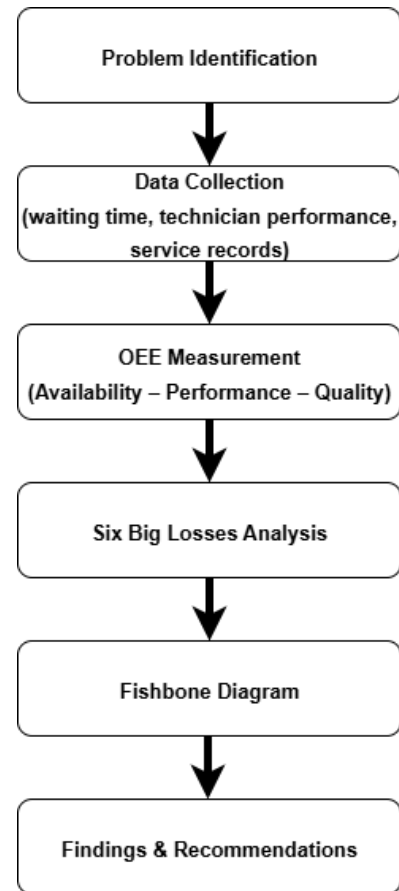 Problem Identification
Data Collection
(waiting time, technician performance,
service records)
OEE Measurement
(Availability – Performance – Quality)
Six Big Losses Analysis
Fishbone Diagram
Findings & Recommendations